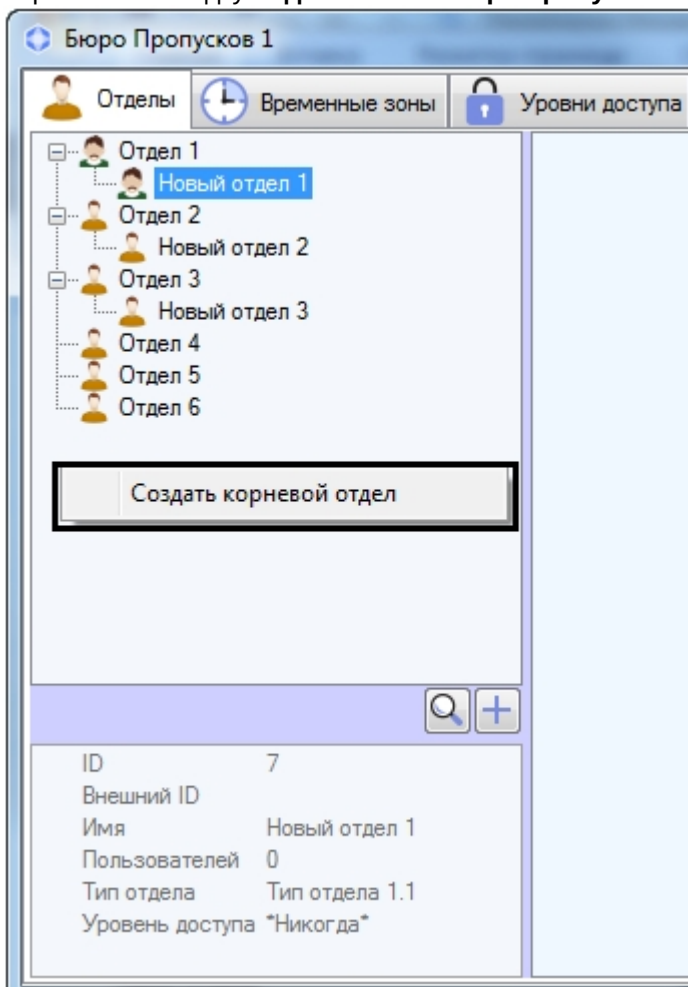 Бюро Пропусков 1
Отделы Временные зоны Уровни доступа
Отдел 1
Новый отдел 1
Отдел 2
Новый отдел 2
Отдел 3
Новый отдел 3
Отдел 4
Отдел 5
Отдел 6
Создать корневой отдел
ID 7
Внешний ID
Имя Новый отдел 1
Пользователей 0
Тип отдела Тип отдела 1.1
Уровень доступа *Никогда*